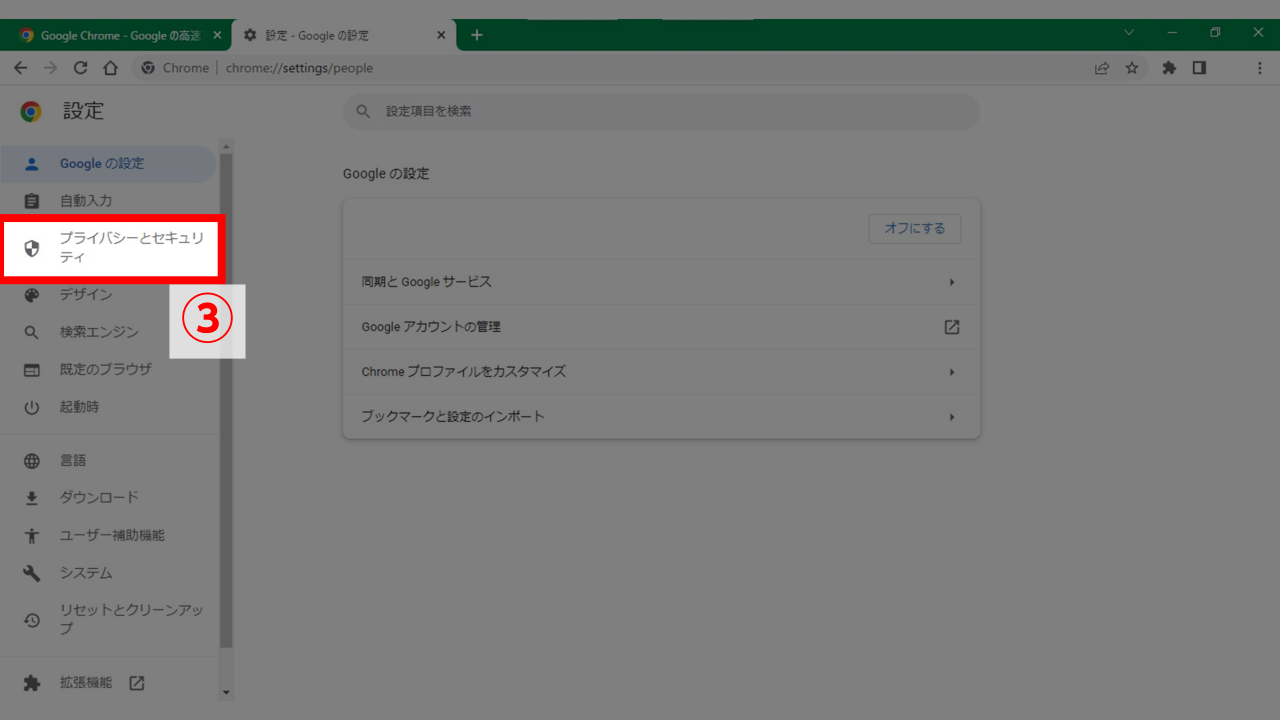 Google Chrome - Google の高速
設定 - Google の設定
Chrome
chrome://settings/people
設定
設定項目を検索
Google の設定
自動入力
プライバシーとセキュリ
ティ
デザイン
検索エンジン
既定のブラウザ
起動時
言語
ダウンロード
ユーザー補助機能
システム
リセットとクリーンアッ
プ
拡張機能
③
Google の設定
オフにする
同期と Google サービス
Google アカウントの管理
Chrome プロファイルをカスタマイズ
ブックマークと設定のインポート